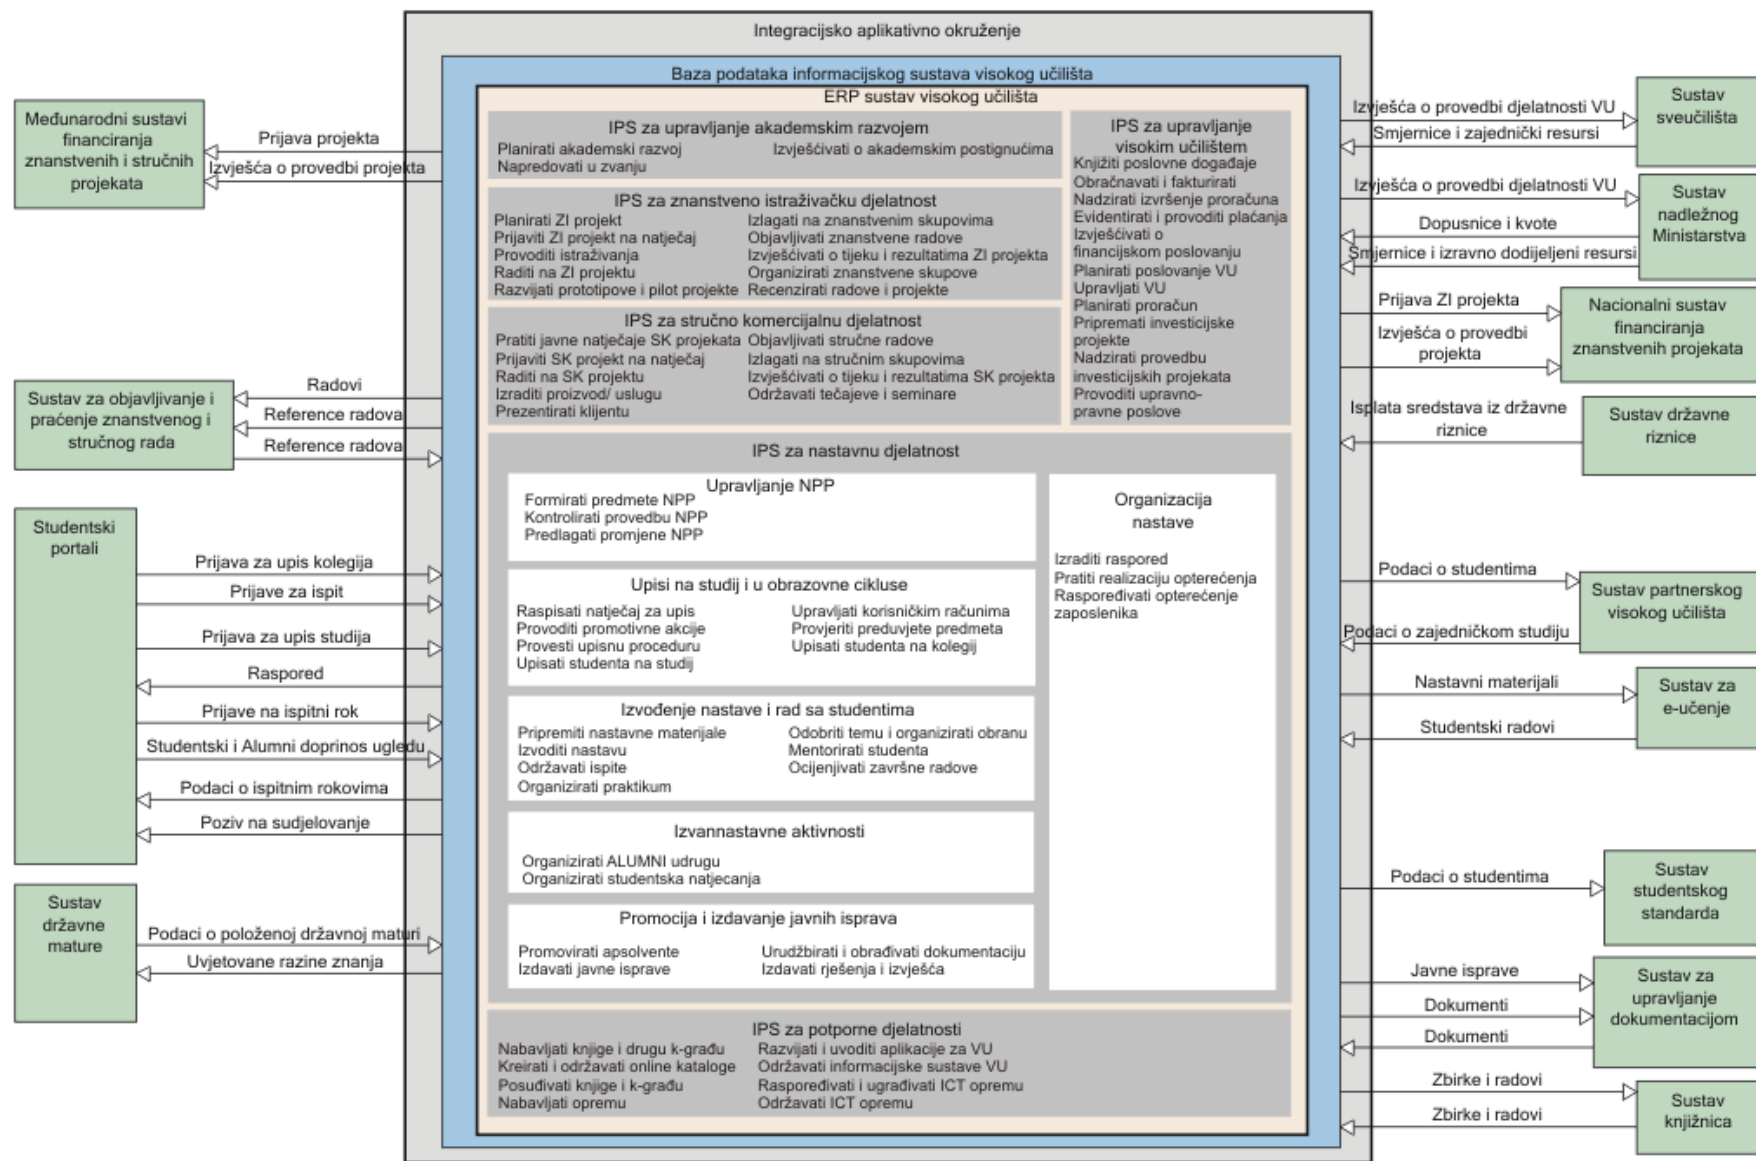 Integracijsko aplikativno okruženje
Baza podataka informacijskog sustava visokog učilišta
ERP sustav visokog učilišta
Međunarodni sustavi
financiranja
znanstvenih i stručnih
projekata
Prijava projekta
Izvješća o provedbi projekta
Sustav za objavljivanje i
praćenje znanstvenog i
stručnog rada
Radovi
Reference radova
Reference radova
Studentski
portali
Prijava za upis kolegija
Prijave za ispit
Prijava za upis studija
Raspored
Prijave na ispitni rok
Studentski i Alumni doprinos ugledu
Podaci o ispitnim rokovima
Poziv na sudjelovanje
Sustav
državne
mature
Podaci o položenoj državnoj maturi
Uvjetovane razine znanja
IPS za upravljanje akademskim razvojem
Planirati akademski razvoj
Napredovati u zvanju
Izvješćivati o akademskim postignućima
IPS za znanstveno istraživačku djelatnost
Planirati ZI projekt
Prijaviti ZI projekt na natječaj
Provoditi istraživanja
Raditi na ZI projektu
Razvijati prototipove i pilot projekte
Izlagati na znanstvenim skupovima
Objavljivati znanstvene radove
Izvješćivati o tijeku i rezultatima ZI projekta
Organizirati znanstvene skupove
Recenzirati radove i projekte
IPS za stručno komercijalnu djelatnost
Pratiti javne natječaje SK projekata
Prijaviti SK projekt na natječaj
Raditi na SK projektu
Izraditi proizvod/ uslugu
Prezentirati klijentu
Objavljivati stručne radove
Izlagati na stručnim skupovima
Izvješćivati o tijeku i rezultatima SK projekta
Održavati tečajeve i seminare
IPS za upravljanje
visokim učilištem
Knjižiti poslovne događaje
Obračnavati i fakturirati
Nadzirati izvršenje proračuna
Evidentirati i provoditi plaćanja
Izvješćivati o
financijskom poslovanju
Planirati poslovanje VU
Upravljati VU
Planirati proračun
Pripremati investicijske
projekte
Nadzirati provedbu
investicijskih projekata
Provoditi upravno-
pravne poslove
IPS za nastavnu djelatnost
Upravljanje NPP
Formirati predmete NPP
Kontrolirati provedbu NPP
Predlagati promjene NPP
Upisi na studij i u obrazovne cikluse
Raspisati natječaj za upis
Provoditi promotivne akcije
Provesti upisnu proceduru
Upisati studenta na studij
Upravljati korisničkim računima
Provjeriti preduvjete predmeta
Upisati studenta na kolegij
Izvođenje nastave i rad sa studentima
Pripremiti nastavne materijale
Izvoditi nastavu
Održavati ispite
Organizirati praktikum
Odobriti temu i organizirati obranu
Mentorirati studenta
Ocijenjivati završne radove
Izvannastavne aktivnosti
Organizirati ALUMNI udrugu
Organizirati studentska natjecanja
Promocija i izdavanje javnih isprava
Promovirati apsolvente
Izdavati javne isprave
Urudžbirati i obrađivati dokumentaciju
Izdavati rješenja i izvješća
Organizacija
nastave
Izraditi raspored
Pratiti realizaciju opterećenja
Raspoređivati opterećenje
zaposlenika
IPS za potporne djelatnosti
Nabavljati knjige i drugu k-građu
Kreirati i održavati online kataloge
Posuđivati knjige i k-građu
Nabavljati opremu
Razvijati i uvoditi aplikacije za VU
Održavati informacijske sustave VU
Raspoređivati i ugrađivati ICT opremu
Održavati ICT opremu
Izvješća o provedbi djelatnosti VU
Smjernice i zajednički resursi
Sustav
sveučilišta
Izvješća o provedbi djelatnosti VU
Dopusnice i kvote
Smjernice i izravno dodijeljeni resursi
Sustav
nadležnog
Ministarstva
Prijava ZI projekta
Izvješća o provedbi
projekta
Nacionalni sustav
financiranja
znanstvenih projekata
Isplata sredstava iz državne
riznice
Sustav državne
riznice
Podaci o studentima
Podaci o zajedničkom studiju
Sustav partnerskog
visokog učilišta
Nastavni materijali
Studentski radovi
Sustav za
e-učenje
Podaci o studentima
Sustav
studentskog
standarda
Javne isprave
Dokumenti
Dokumenti
Sustav za
upravljanje
dokumentacijom
Zbirke i radovi
Zbirke i radovi
Sustav
knjižnica